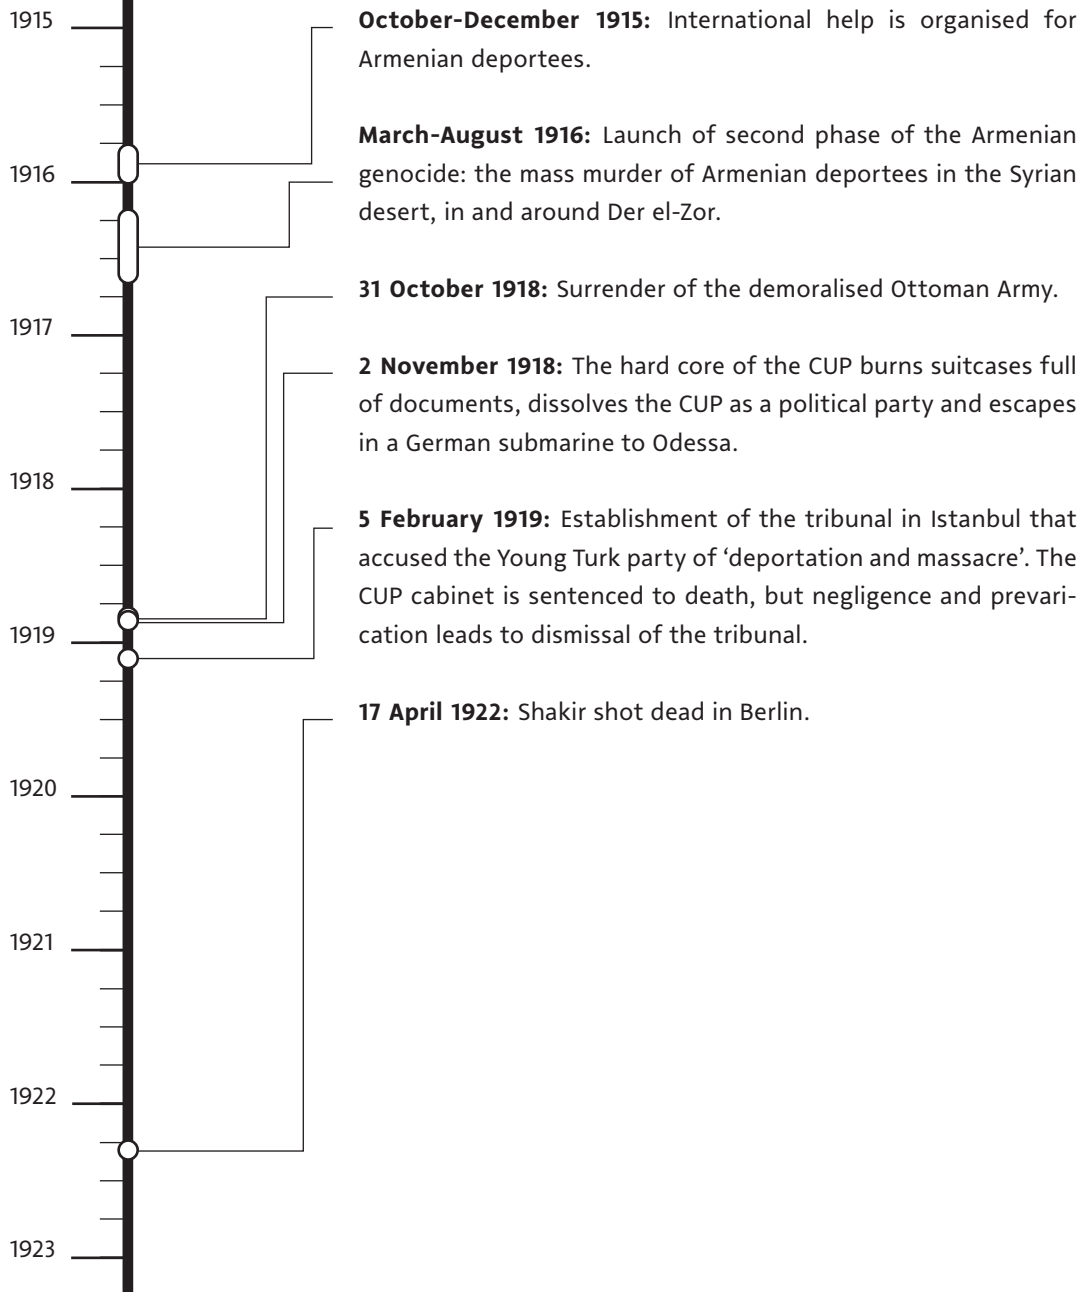 1915
October-December 1915: International help is organised for
Armenian deportees.
March-August 1916: Launch of second phase of the Armenian
1916
genocide: the mass murder of Armenian deportees in the Syrian
desert, in and around Der el-Zor.
31 October 1918: Surrender of the demoralised Ottoman Army.
1917
2 November 1918: The hard core of the CUP burns suitcases full
of documents, dissolves the CUP as a political party and escapes
in a German submarine to Odessa.
1918
5 February 1919: Establishment of the tribunal in Istanbul that
accused the Young Turk party of ‘deportation and massacre’. The
CUP cabinet is sentenced to death, but negligence and prevari-
cation leads to dismissal of the tribunal.
1919
17 April 1922: Shakir shot dead in Berlin.
1920
1921
1922
1923